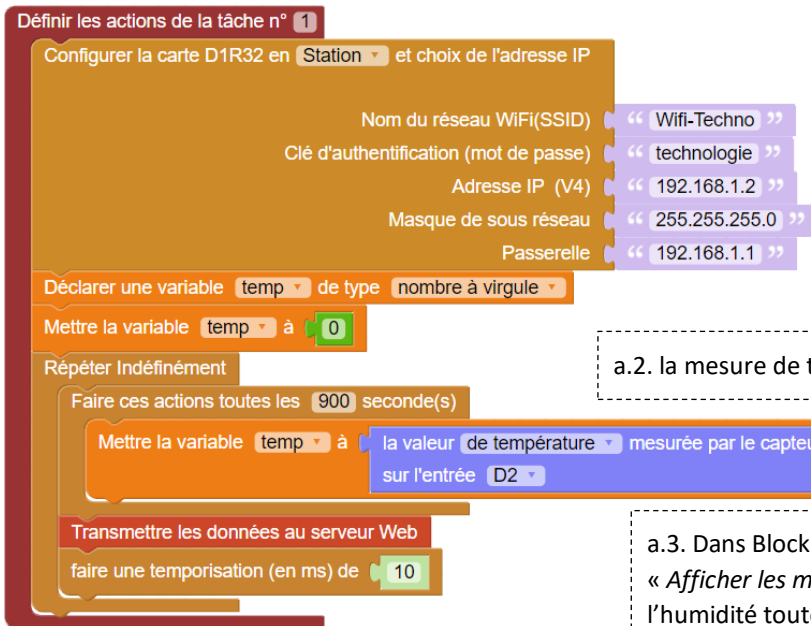 Définir les actions de la tâche n° 1
Configurer la carte D1R32 en Station et choix de l'adresse IP
Nom du réseau WiFi(SSID) “ Wifi-Techno ”
Clé d'authentification (mot de passe) “ technologie ”
Adresse IP (V4) “ 192.168.1.2 ”
Masque de sous réseau “ 255.255.255.0 ”
Passerelle “ 192.168.1.1 ”
Déclarer une variable temp de type nombre à virgule
Mettre la variable temp à 0
Répéter Indéfiniment
a.2. la mesure de t
Faire ces actions toutes les 900 seconde(s)
Mettre la variable temp à la valeur de température mesurée par le capteu
sur l'entrée D2
Transmettre les données au serveur Web
faire une temporisation (en ms) de 10
a.3. Dans Block
« Afficher les m
l’humidité tout